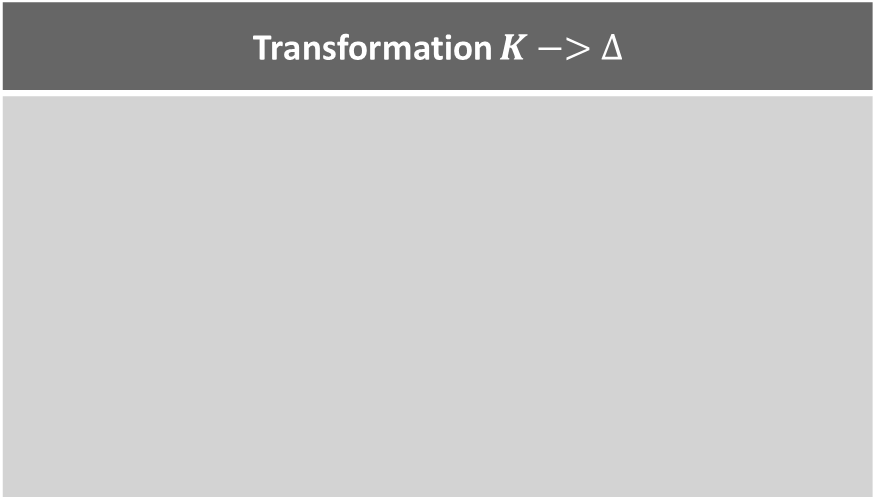 Transformation K −> Δ